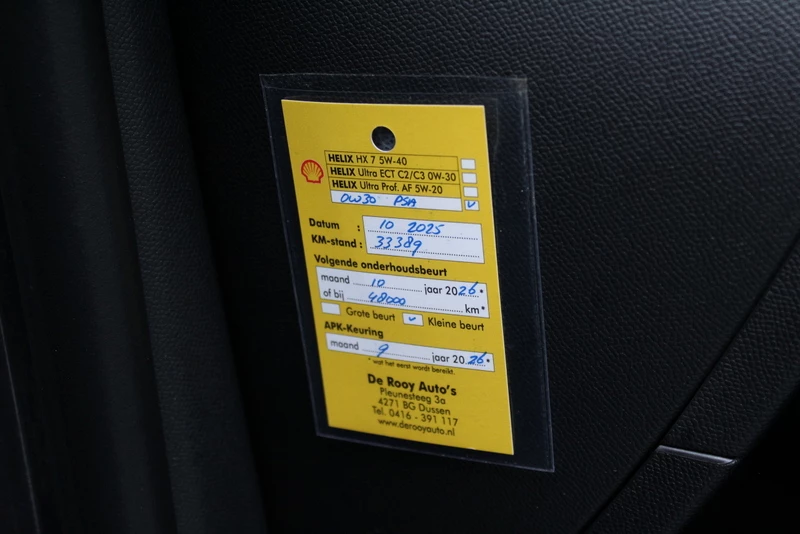 HELIX HX 7 5W-40
HELIX Ultra ECT C2/C3 0W-30
HELIX Ultra Prof. AF 5W-20
0W30 PSA
Datum : 10 2025
KM-stand : 33389
Volgende onderhoudsbeurt
maand 10 jaar 2026*
of bij 48000 km*
Grote beurt Kleine beurt
APK-Keuring
maand 9 jaar 2026*
* wat het eerst wordt bereikt.
De Rooy Auto's
Pleunesteeg 3a
4271 BG Dussen
Tel. 0416 - 391 117
www.derooyauto.nl